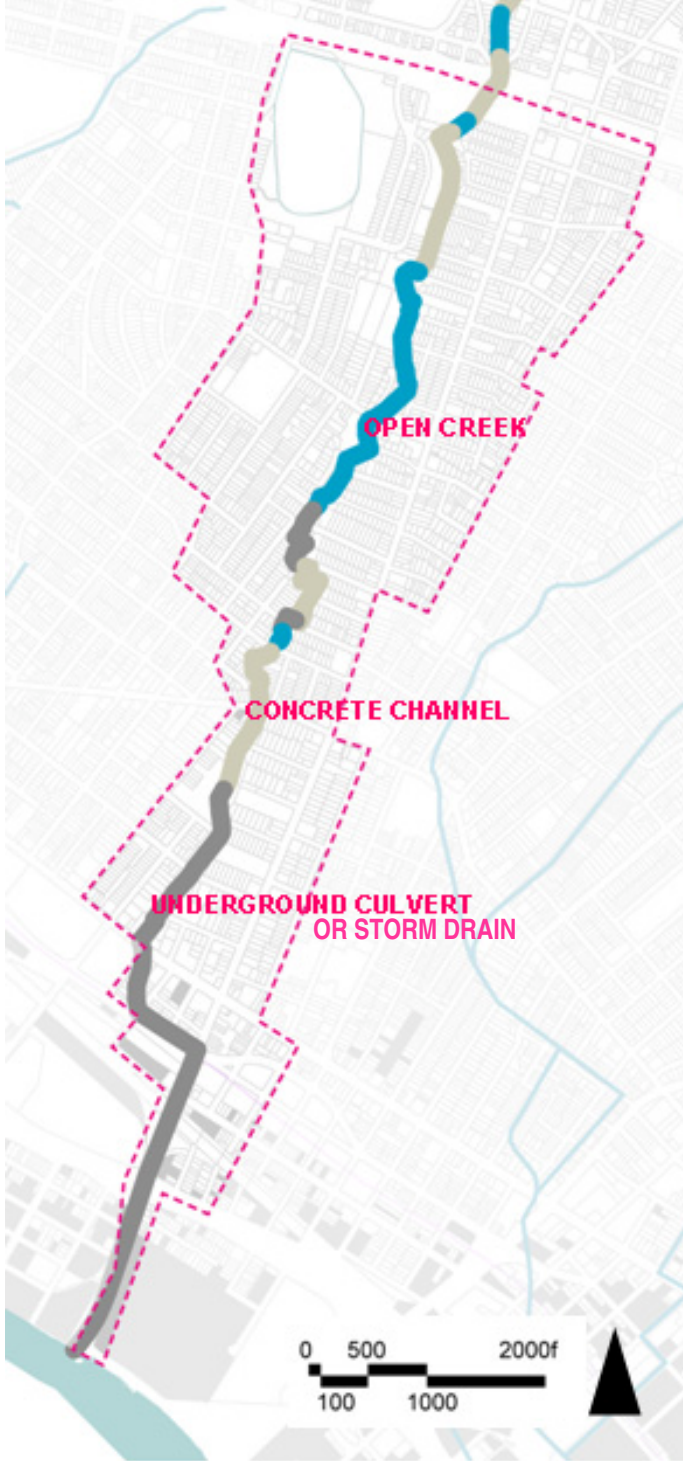 OPEN CREEK
CONCRETE CHANNEL
UNDERGROUND CULVERT
OR STORM DRAIN
0 500 2000f
100 1000